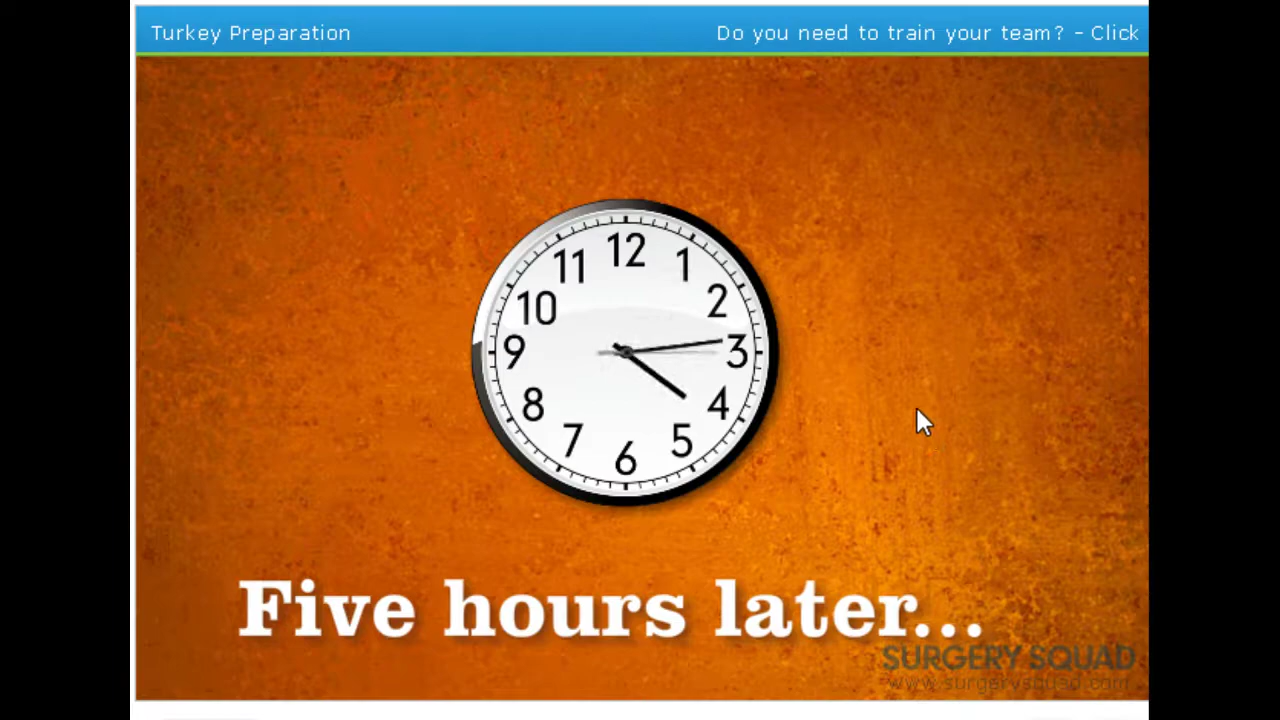 Turkey Preparation
Do you need to train your team? - Click
12
11
1
10
2
9
3
8
4
7
5
6
Five hours later...
SURGERY SQUAD
www.surgerysquad.com